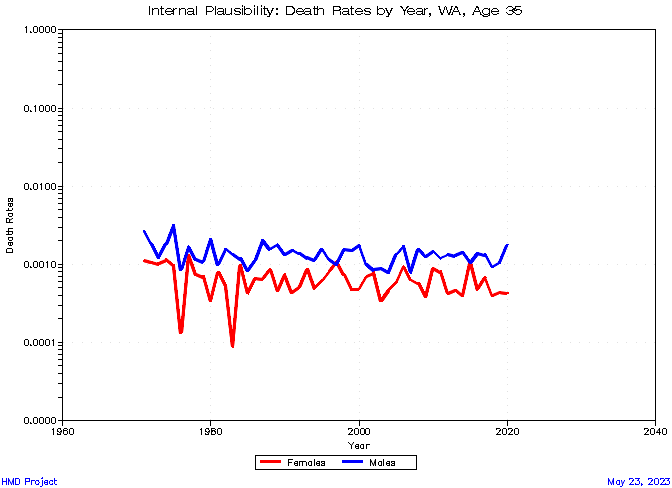 Internal Plausibility: Death Rates by Year, WA, Age 35
1.0000
0.1000
0.0100
0.0010
0.0001
0.0000
Death Rates
1960
1980
2000
2020
2040
Year
Females
Males
HMD Project
May 23, 2023